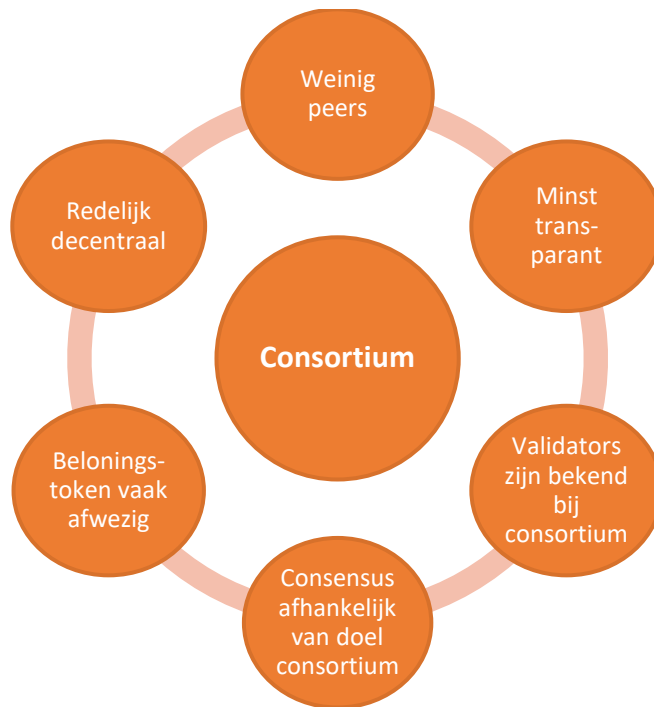 Weinig
peers
Minst
trans-
parant
Validators
zijn bekend
bij
consortium
Consensus
afhankelijk
van doel
consortium
Belonings-
token vaak
afwezig
Redelijk
decentraal
Consortium